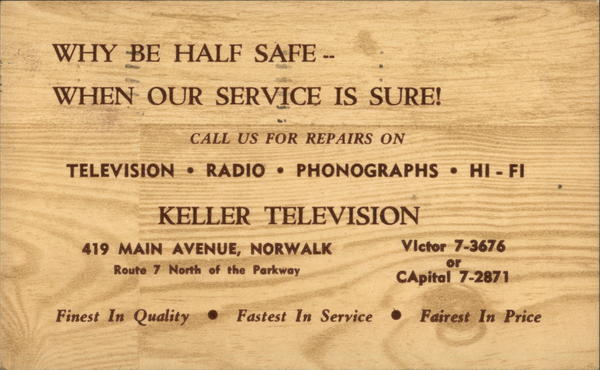 WHY BE HALF SAFE --
WHEN OUR SERVICE IS SURE!
CALL US FOR REPAIRS ON
TELEVISION • RADIO • PHONOGRAPHS • HI - FI
KELLER TELEVISION
419 MAIN AVENUE, NORWALK
Route 7 North of the Parkway
VIctor 7-3676
or
CApital 7-2871
Finest In Quality ● Fastest In Service ● Fairest In Price